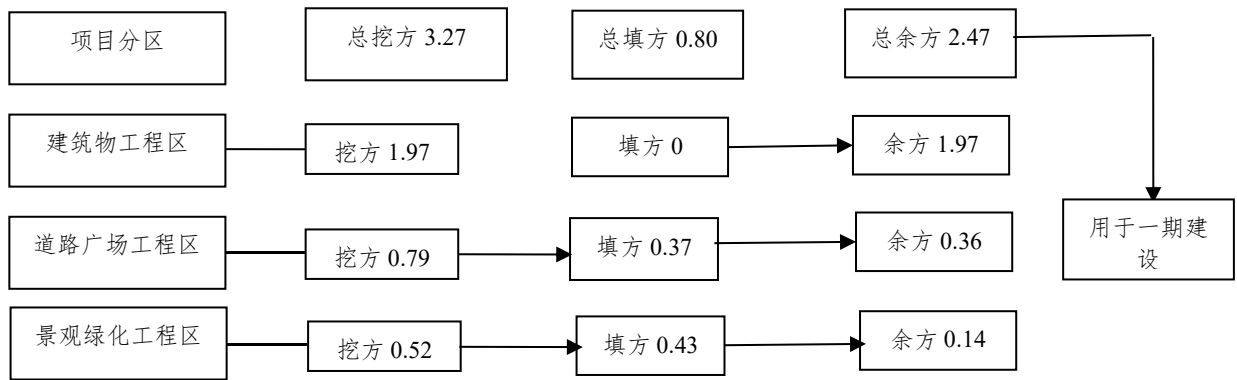 项目分区
总挖方 3.27
总填方 0.80
总余方 2.47
建筑物工程区
挖方 1.97
填方 0
余方 1.97
道路广场工程区
挖方 0.79
填方 0.37
余方 0.36
用于一期建
设
景观绿化工程区
挖方 0.52
填方 0.43
余方 0.14